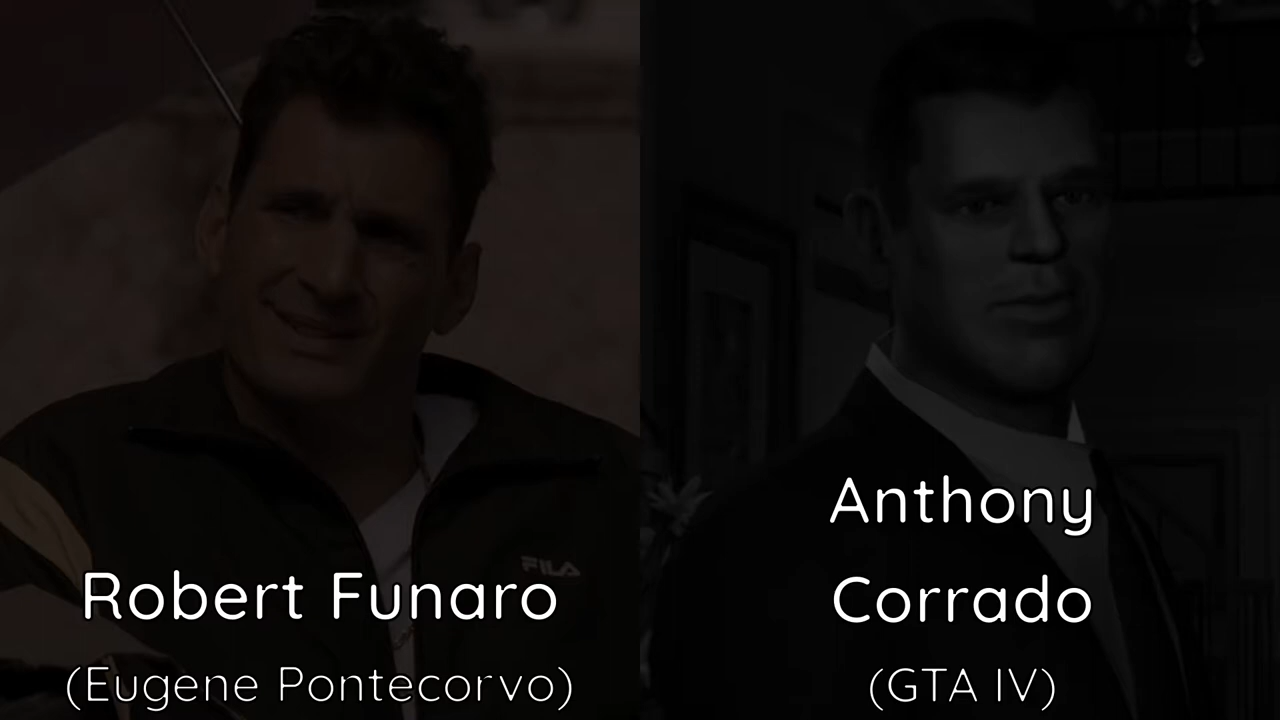 FILA
Robert Funaro
(Eugene Pontecorvo)
Anthony
Corrado
(GTA IV)